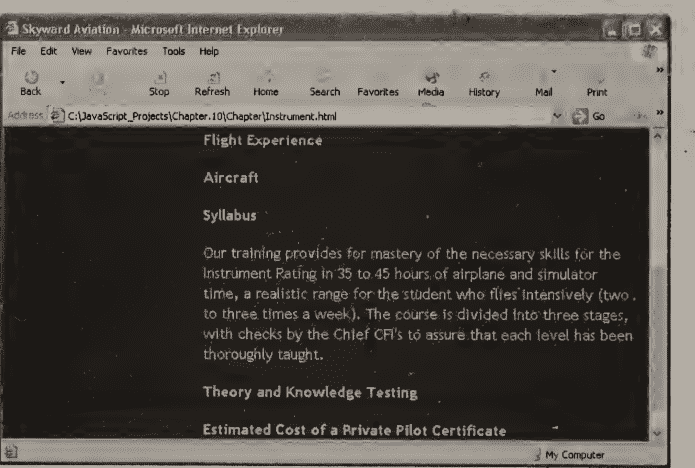 Skyward Aviation - Microsoft Internet Explorer
File Edit View Favorites Tools Help
Back Stop Refresh Home Search Favorites Media History Mail Print »
Address C:\JavaScript_Projects\Chapter.10\Chapter\Instrument.html Go »
Flight Experience
Aircraft
Syllabus
Our training provides for mastery of the necessary skills for the
Instrument Rating in 35 to 45 hours of airplane and simulator
time, a realistic range for the student who flies intensively (two
to three times a week). The course is divided into three stages,
with checks by the Chief CFI's to assure that each level has been
thoroughly taught.
Theory and Knowledge Testing
Estimated Cost of a Private Pilot Certificate
My Computer